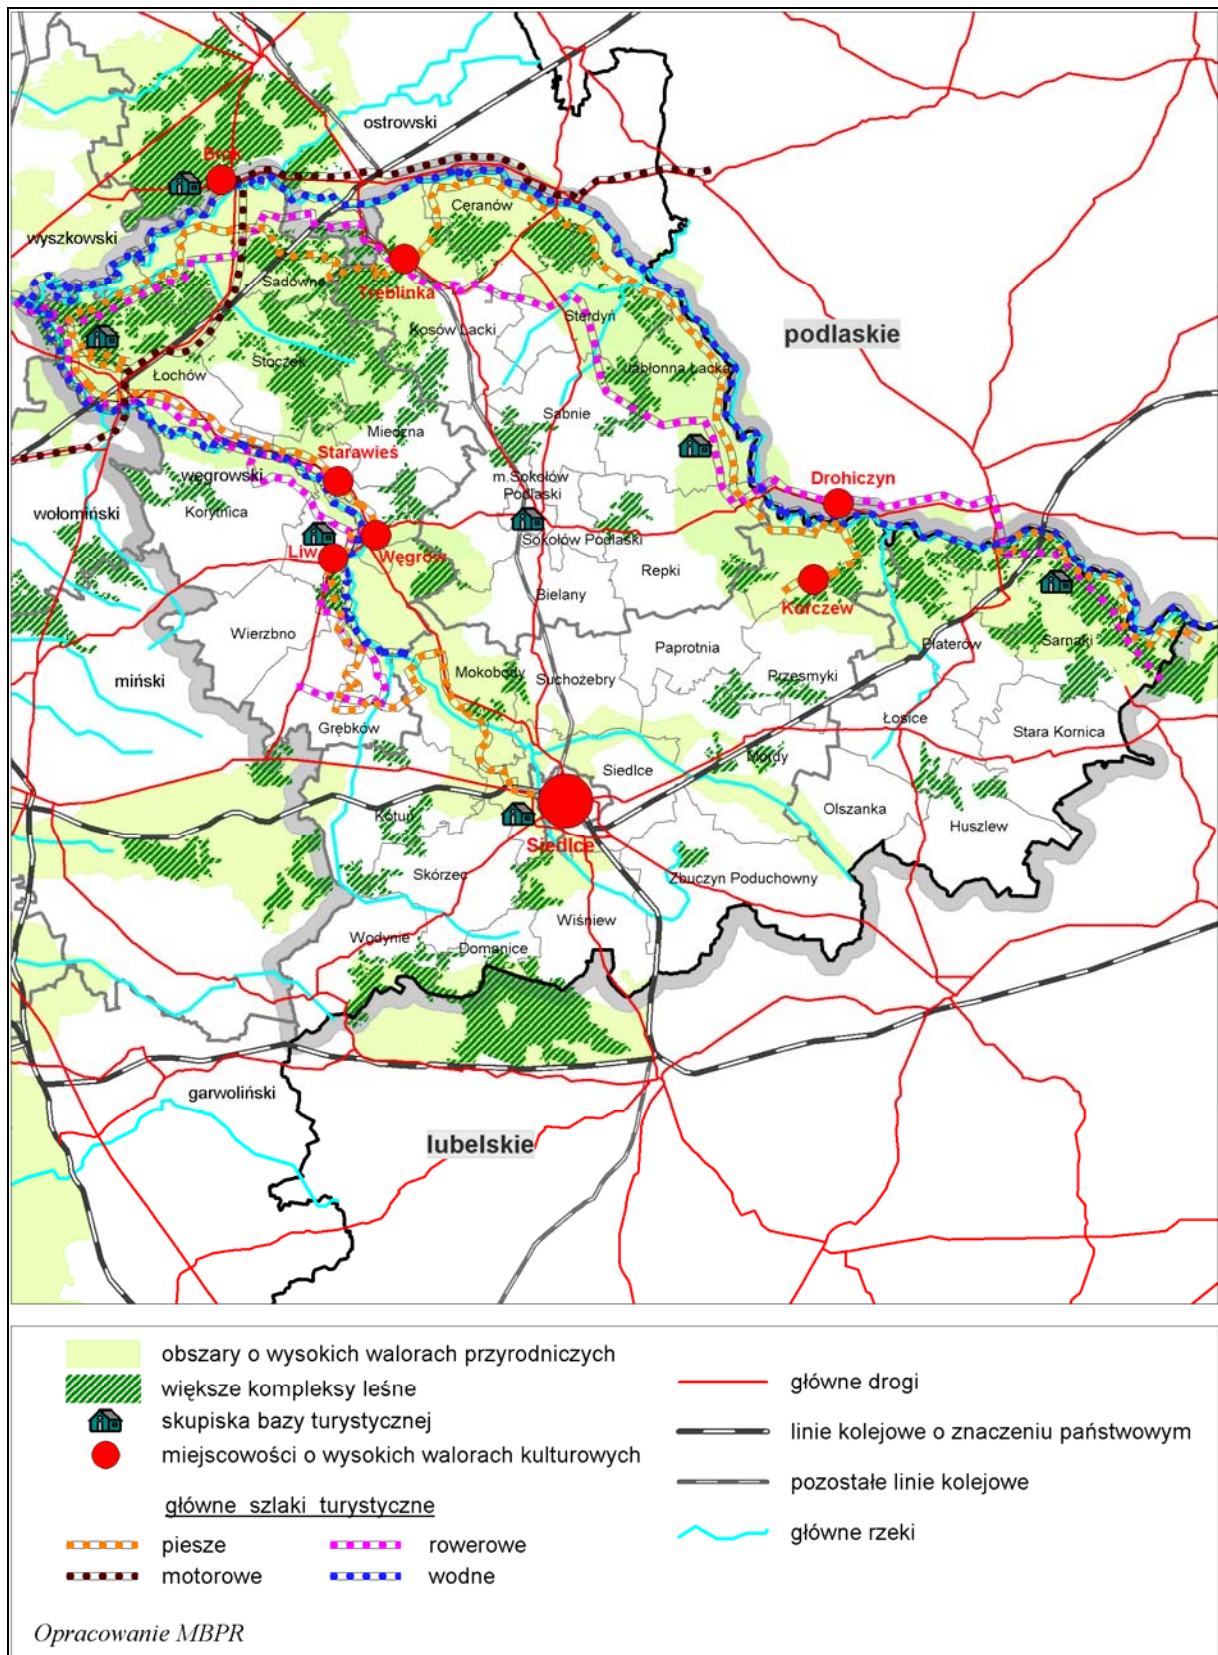 ostrowski
Brok
Ceranów
wyszkowski
Sadowne
Treblinka
Kosów Lacki
Sterdyń
podlaskie
Stoczek
Łochów
Jabłonna Lacka
Sabnie
Miedzna
Starawieś
węgrowski
m.Sokołów
Podlaski
Drohiczyn
wołomiński
Korytnica
Liw
Węgrów
Sokołów Podlaski
Repki
Bielany
Korczew
Wierzbno
Paprotnia
Platerów
Sarnaki
miński
Mokobody
Suchożebry
Przesmyki
Łosice
Stara Kornica
Grębków
Siedlce
Mordy
Olszanka
Huszlew
Kotuń
Siedlce
Skórzec
Zbuczyn Poduchowny
Wiśniew
Wodynie
Domanice
garwoliński
lubelskie
obszary o wysokich walorach przyrodniczych
większe kompleksy leśne
skupiska bazy turystycznej
miejscowości o wysokich walorach kulturowych
główne szlaki turystyczne
piesze
rowerowe
motorowe
wodne
główne drogi
linie kolejowe o znaczeniu państwowym
pozostałe linie kolejowe
główne rzeki
Opracowanie MBPR